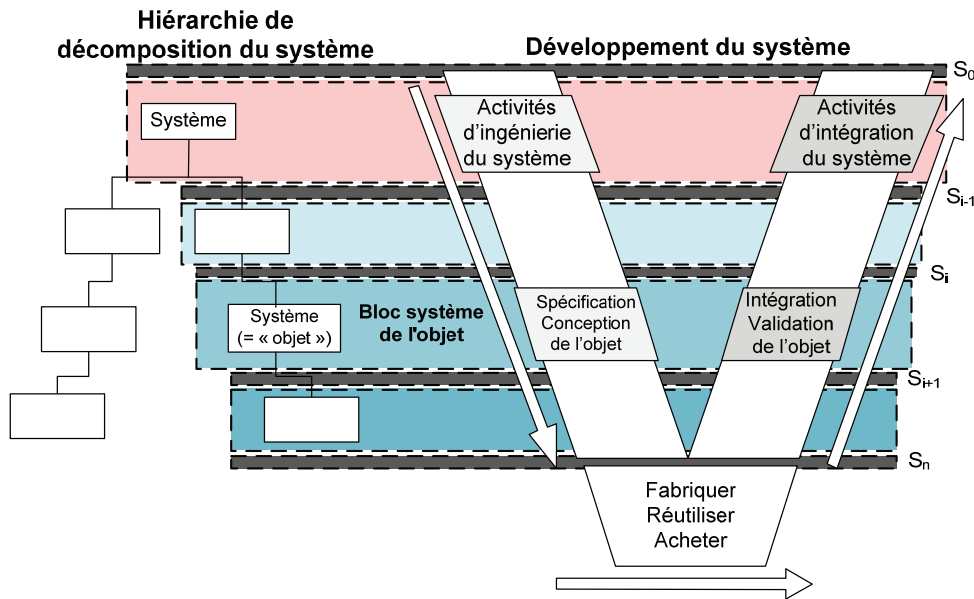 Hiérarchie de
décomposition du système
Développement du système
S0
Système
Activités
d’ingénierie
du système
Activités
d’intégration
du système
Si-1
Si
Système
(= « objet »)
Bloc système
de l'objet
Spécification
Conception
de l’objet
Intégration
Validation
de l’objet
Si+1
Sn
Fabriquer
Réutiliser
Acheter